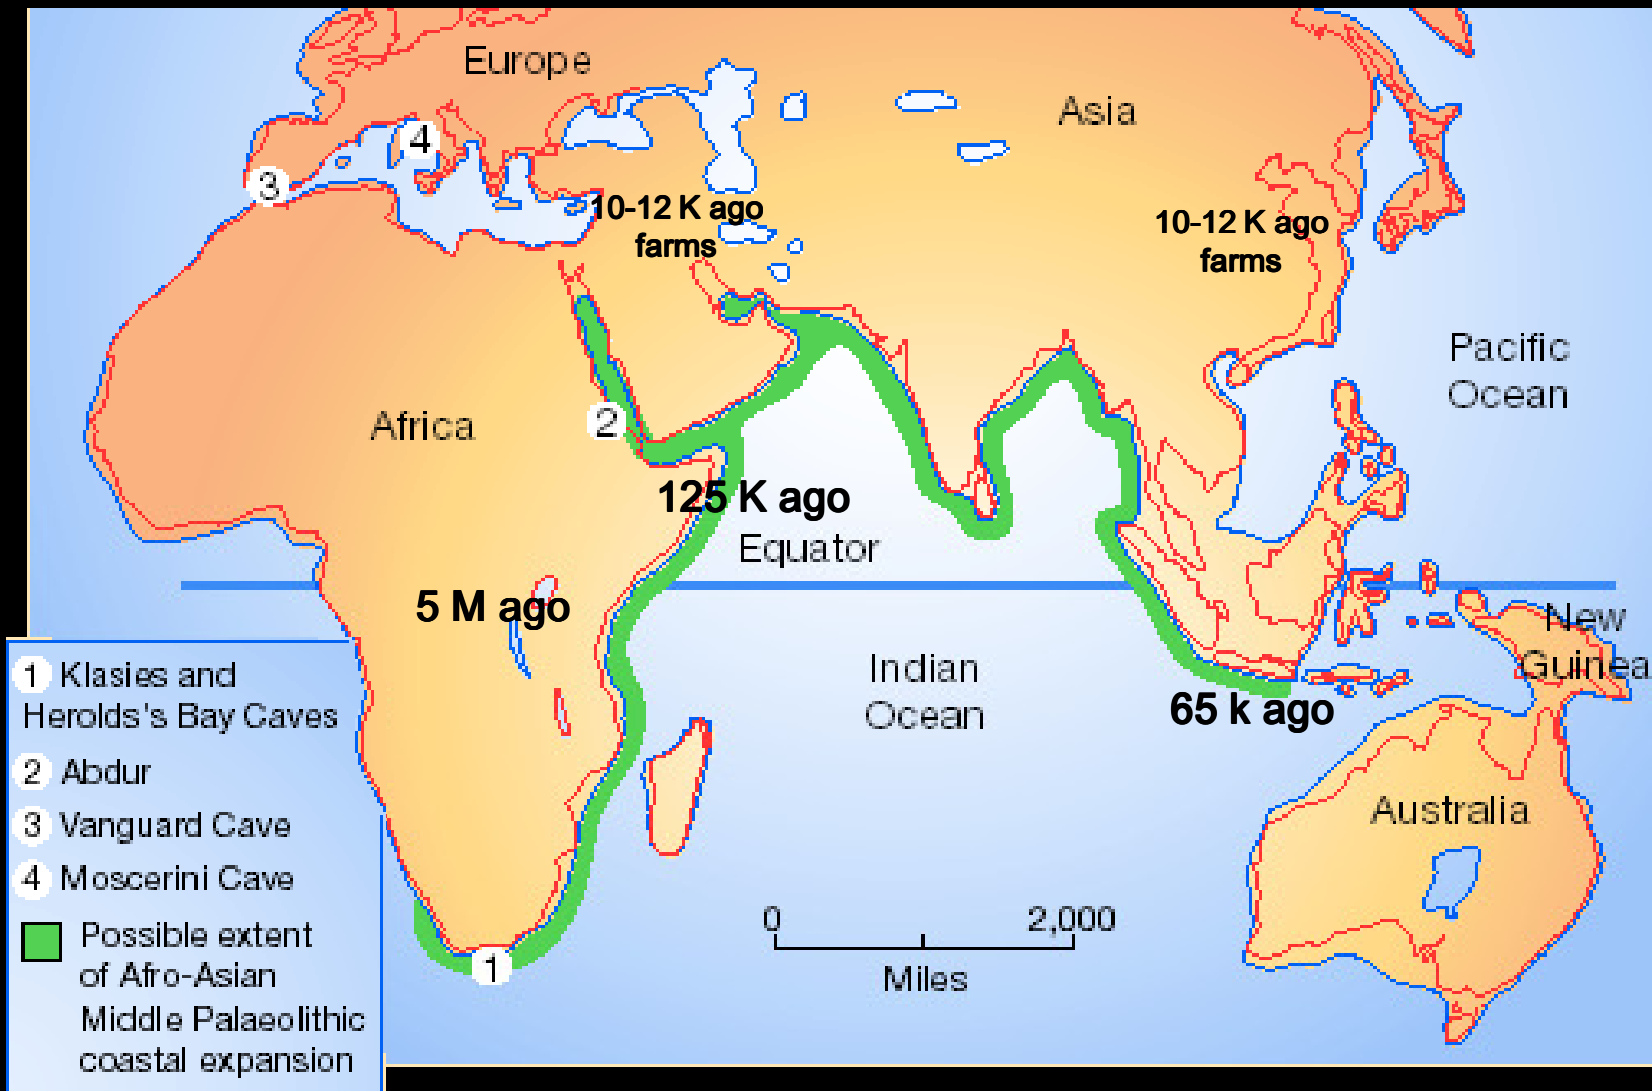 Europe
Asia
4
3
10-12 K ago
farms
10-12 K ago
farms
Pacific
Ocean
Africa
2
125 K ago
Equator
5 M ago
New
Guinea
Indian
Ocean
65 k ago
Australia
1 Klasies and
Herolds's Bay Caves
2 Abdur
3 Vanguard Cave
4 Moscerini Cave
Possible extent
of Afro-Asian
Middle Palaeolithic
coastal expansion
0 2,000
Miles
1